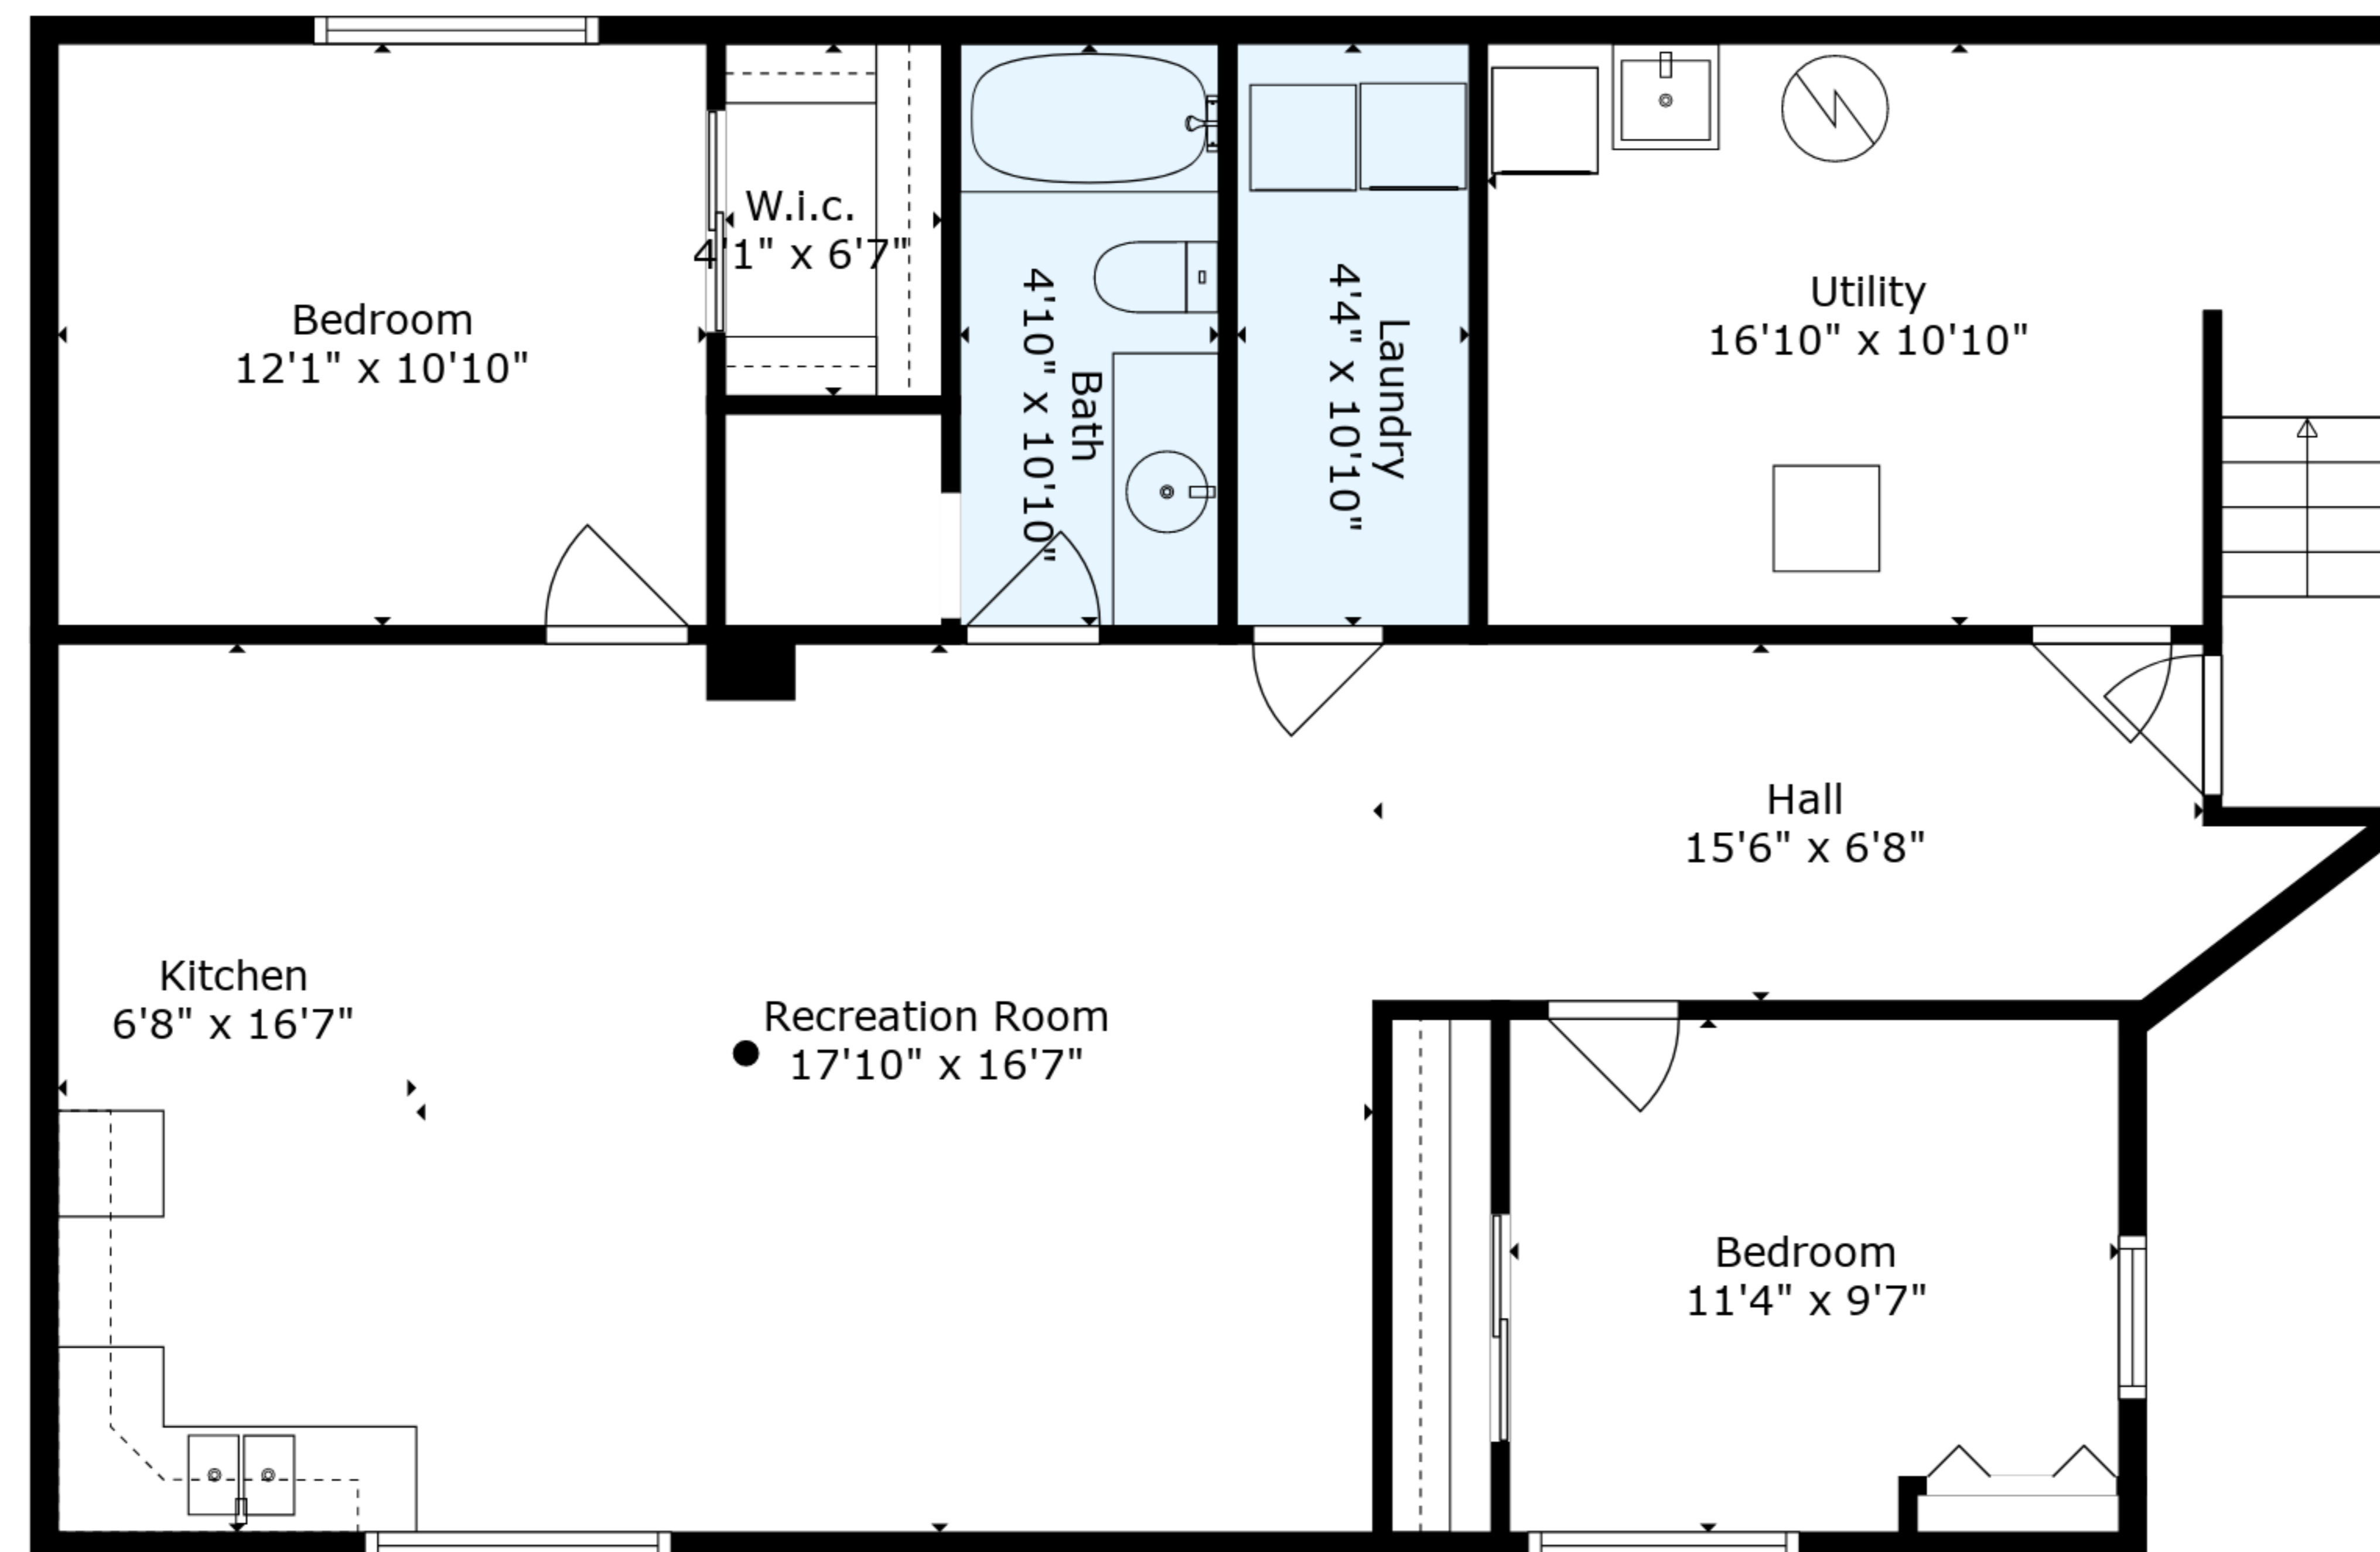 W.i.c.
4'1" x 6'7"
Bedroom
12'1" x 10'10"
Bath
4'10" x 10'10"
Laundry
4'4" x 10'10"
Utility
16'10" x 10'10"
Hall
15'6" x 6'8"
Kitchen
6'8" x 16'7"
Recreation Room
17'10" x 16'7"
Bedroom
11'4" x 9'7"